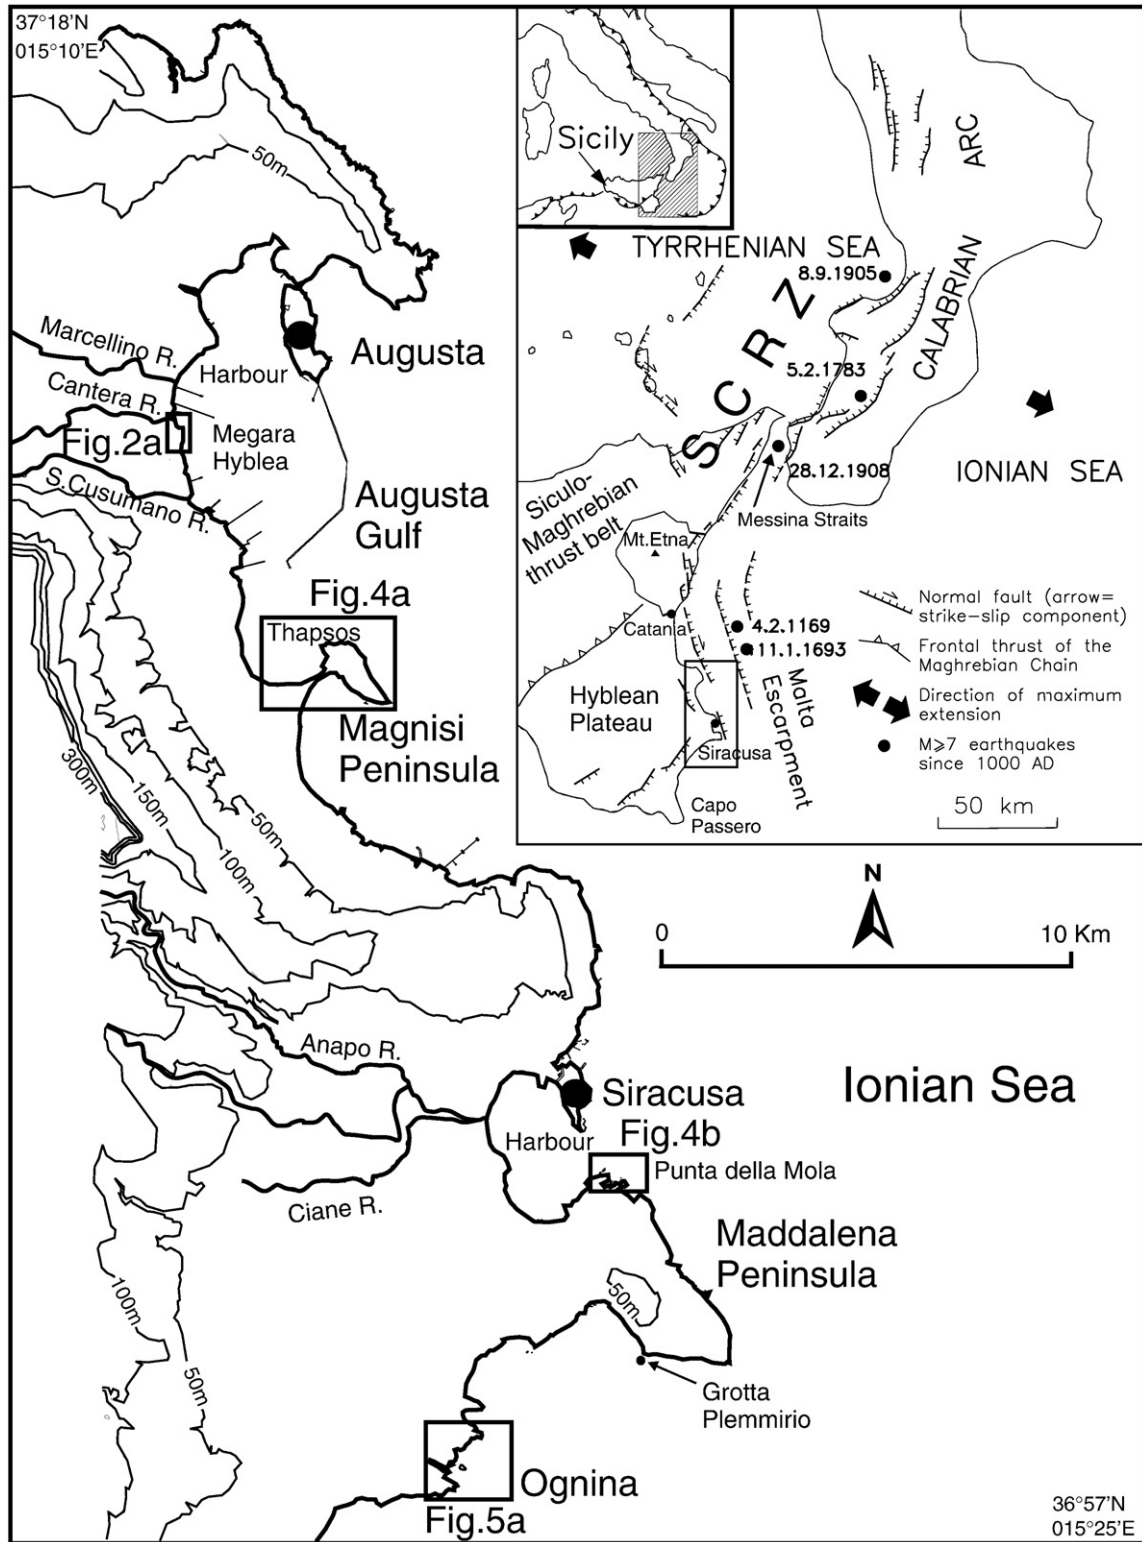 37°18'N
015°10'E
50m
Marcellino R.
Cantera R.
Harbour
Augusta
Fig.2a
Megara
Hyblea
S.Cusumano R.
Augusta
Gulf
Fig.4a
Thapsos
Magnisi
Peninsula
300m
150m
100m
50m
Anapo R.
Siracusa
Harbour
Fig.4b
Punta della Mola
Ciane R.
Maddalena
Peninsula
50m
100m
50m
Grotta
Plemmirio
Ognina
Fig.5a
Ionian Sea
N
0
10 Km
36°57'N
015°25'E
Sicily
TYRRHENIAN SEA
8.9.1905
CALABRIAN ARC
SCRZ
5.2.1783
28.12.1908
IONIAN SEA
Messina Straits
Siculo-
Maghrebian
thrust belt
Mt.Etna
Catania
4.2.1169
11.1.1693
Hyblean
Plateau
Malta
Escarpment
Siracusa
Capo
Passero
Normal fault (arrow=
strike-slip component)
Frontal thrust of the
Maghrebian Chain
Direction of maximum
extension
M⩾7 earthquakes
since 1000 AD
50 km